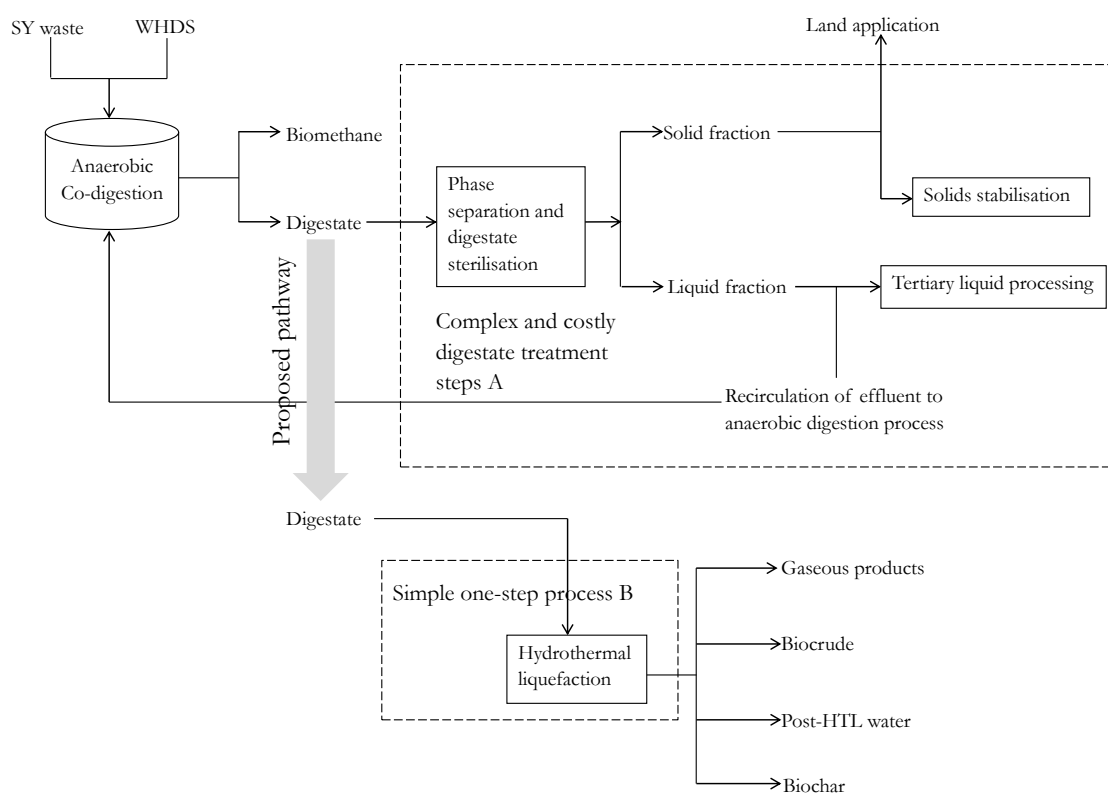 SY waste
WHDS
Land application
Anaerobic
Co-digestion
Biomethane
Digestate
Phase
separation and
digestate
sterilisation
Solid fraction
Solids stabilisation
Liquid fraction
Tertiary liquid processing
Complex and costly
digestate treatment
steps A
Recirculation of effluent to
anaerobic digestion process
Proposed pathway
Digestate
Simple one-step process B
Hydrothermal
liquefaction
Gaseous products
Biocrude
Post-HTL water
Biochar